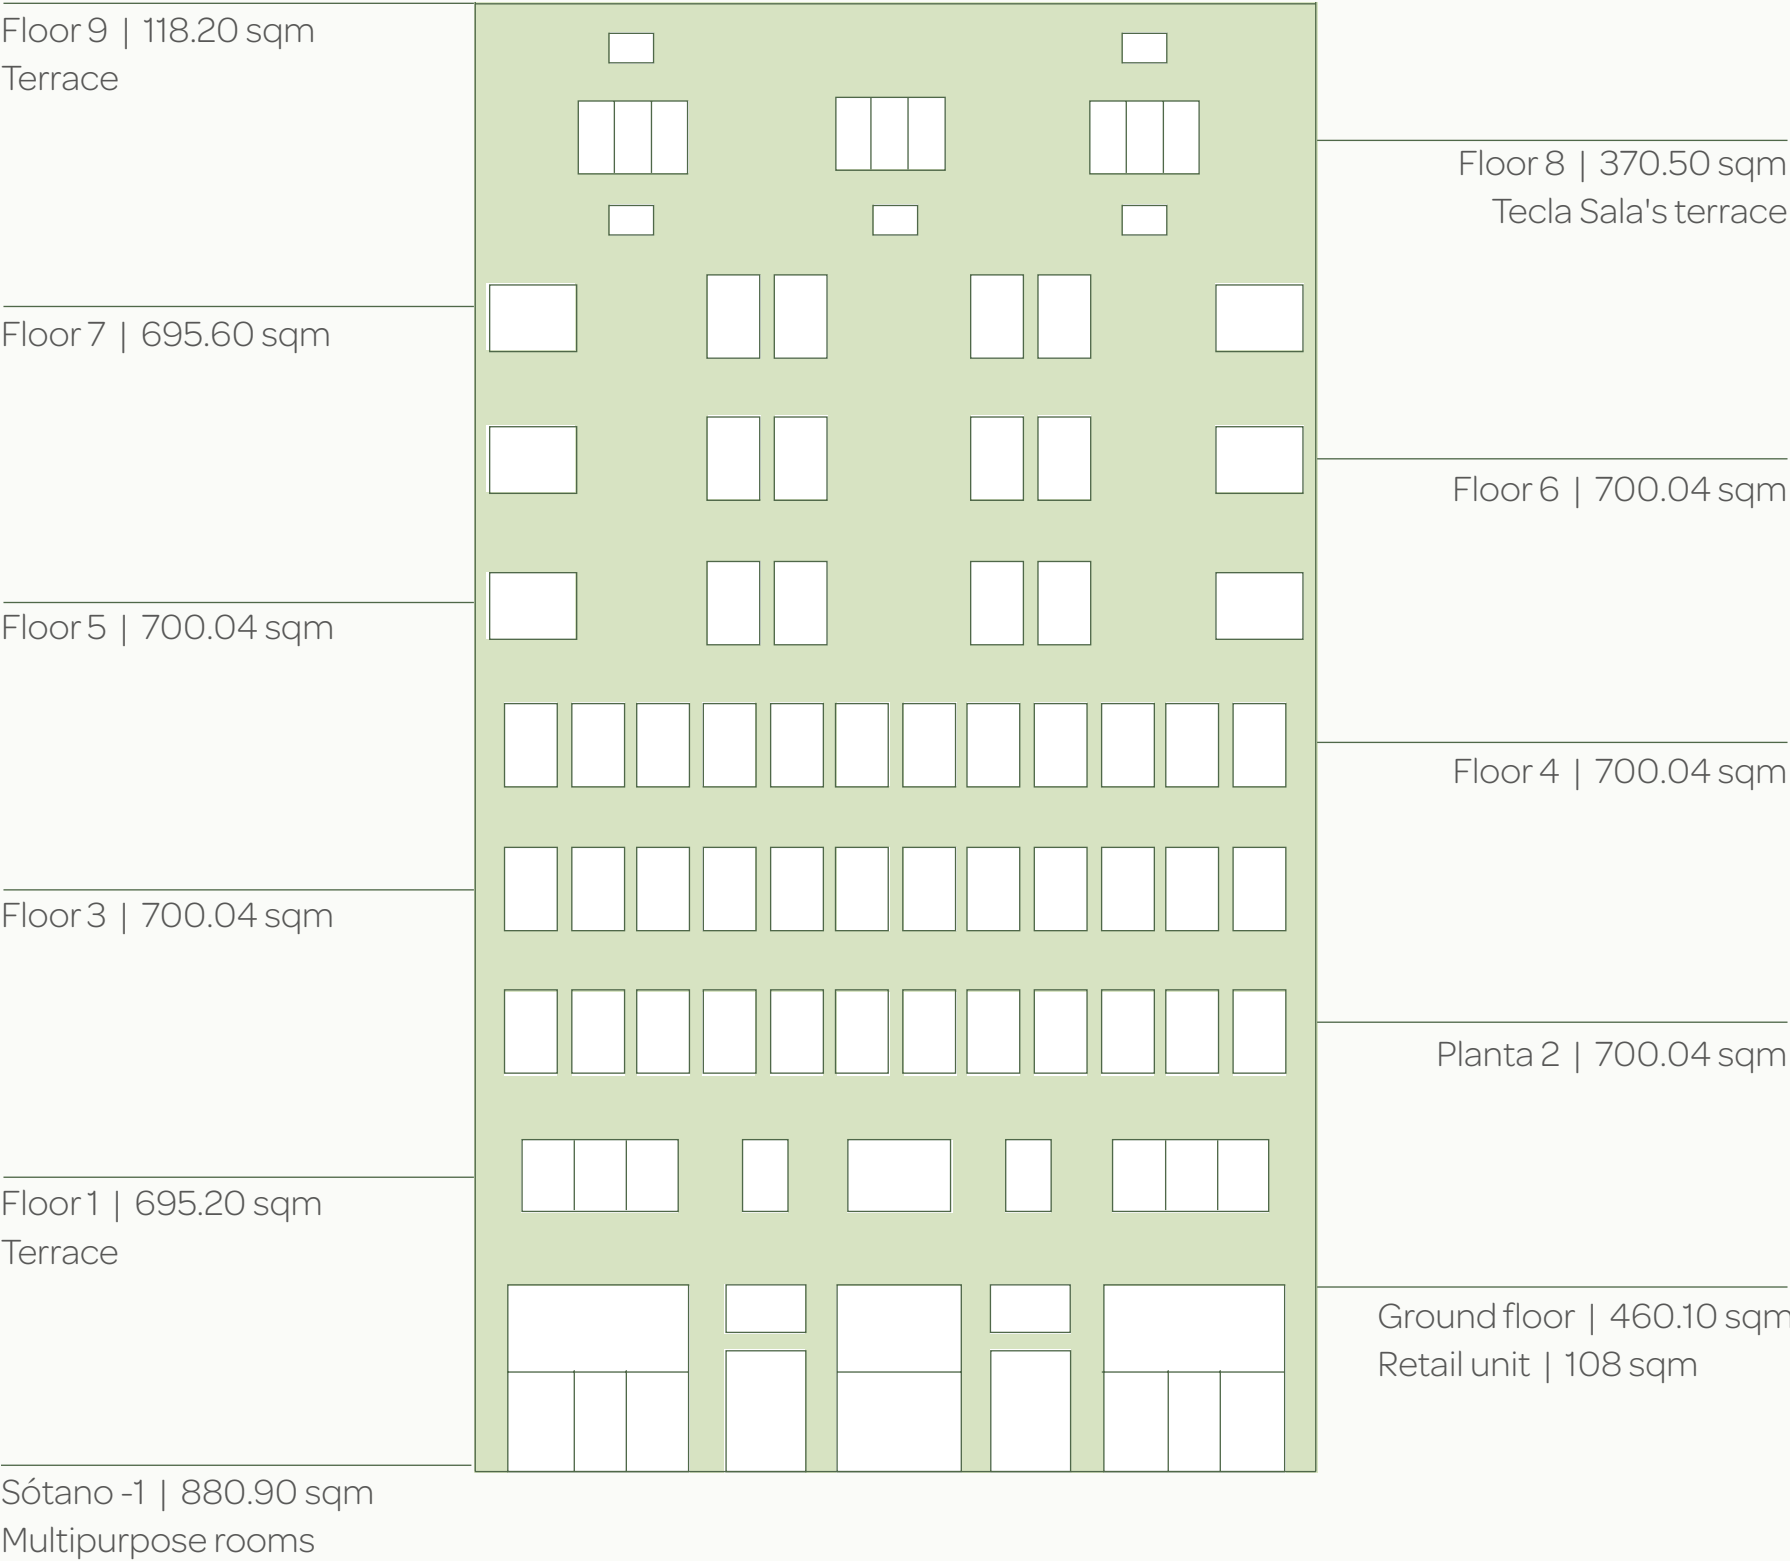 Floor 9 | 118.20 sqm
Terrace
Floor 8 | 370.50 sqm
Tecla Sala's terrace
Floor 7 | 695.60 sqm
Floor 6 | 700.04 sqm
Floor 5 | 700.04 sqm
Floor 4 | 700.04 sqm
Floor 3 | 700.04 sqm
Planta 2 | 700.04 sqm
Floor 1 | 695.20 sqm
Terrace
Ground floor | 460.10 sqm
Retail unit | 108 sqm
Sótano -1 | 880.90 sqm
Multipurpose rooms